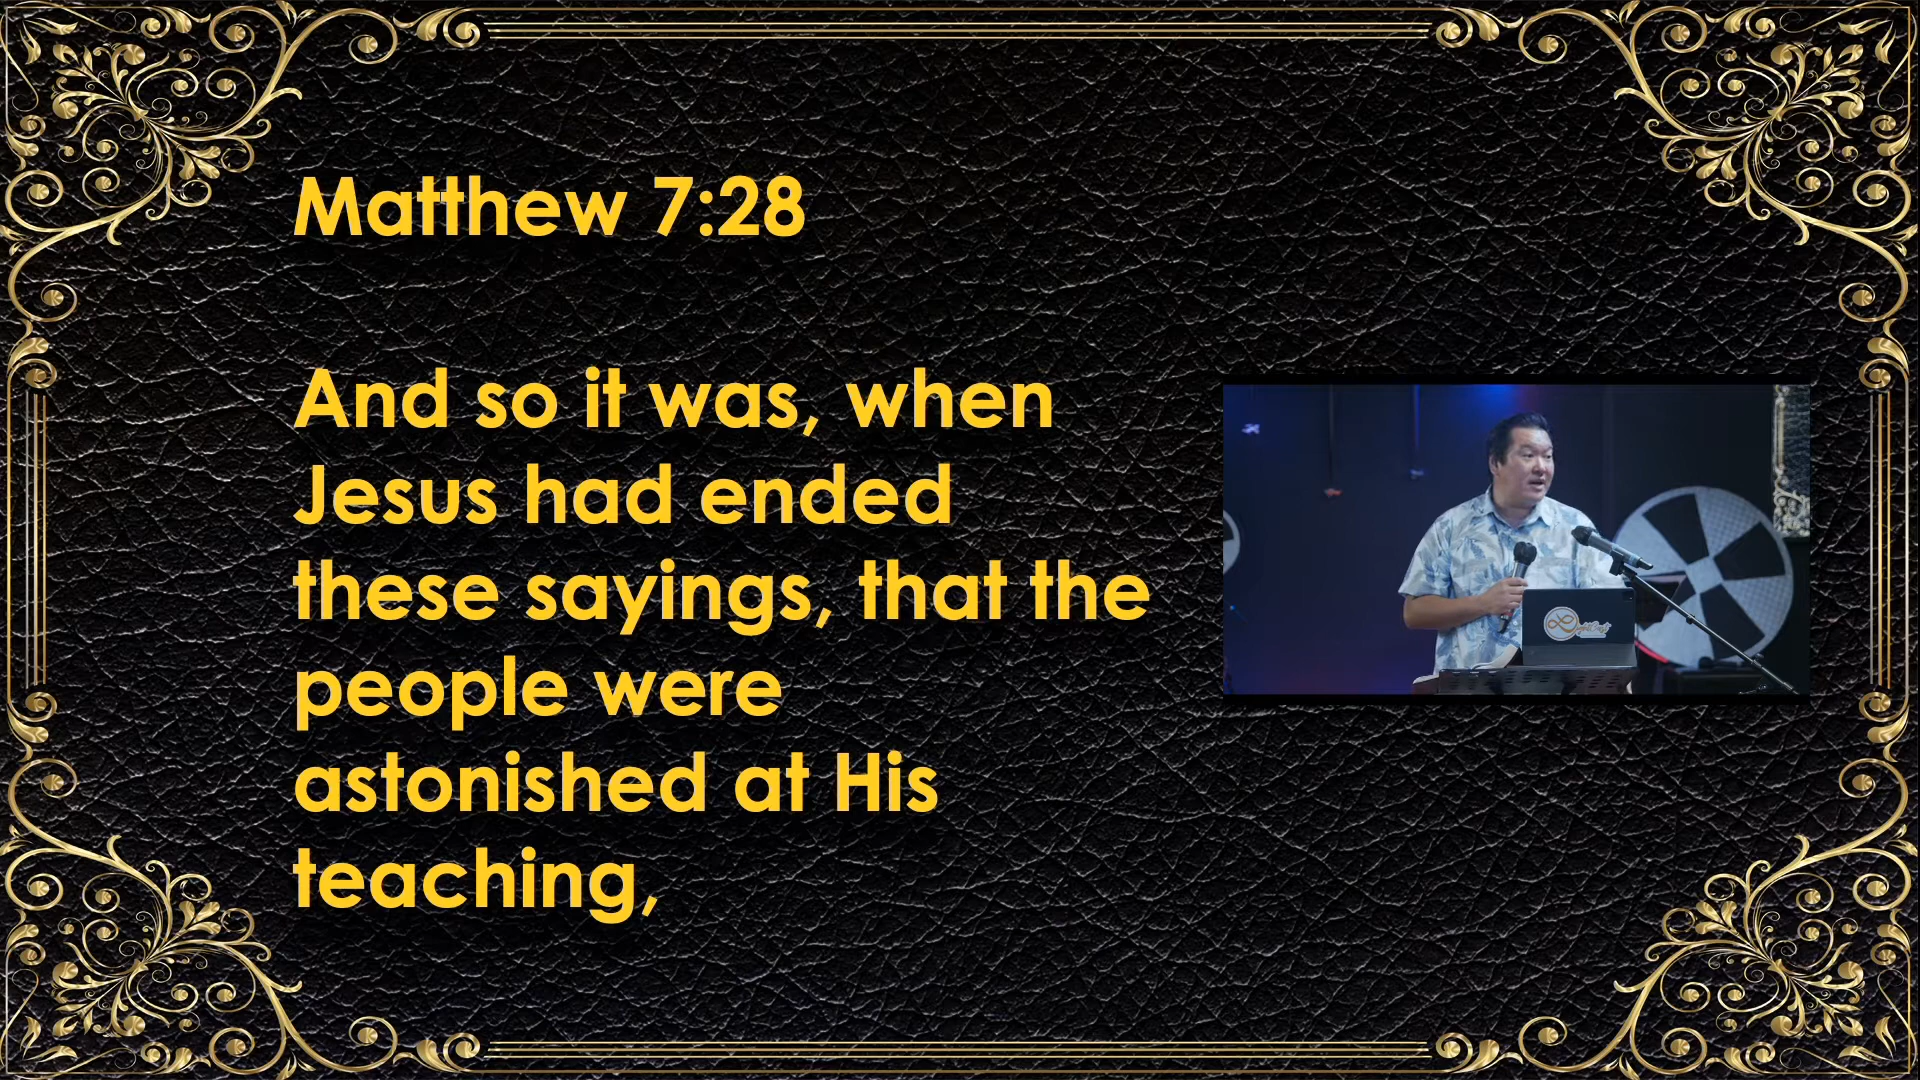 Matthew 7:28
And so it was, when
Jesus had ended
these sayings, that the
people were
astonished at His
teaching,